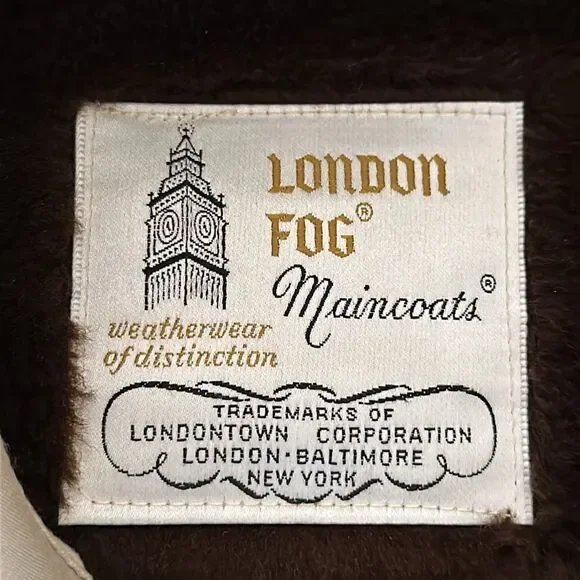 LONDON
FOG®
Maincoats®
weatherwear
of distinction
TRADEMARKS OF
LONDONTOWN CORPORATION
LONDON·BALTIMORE
NEW YORK